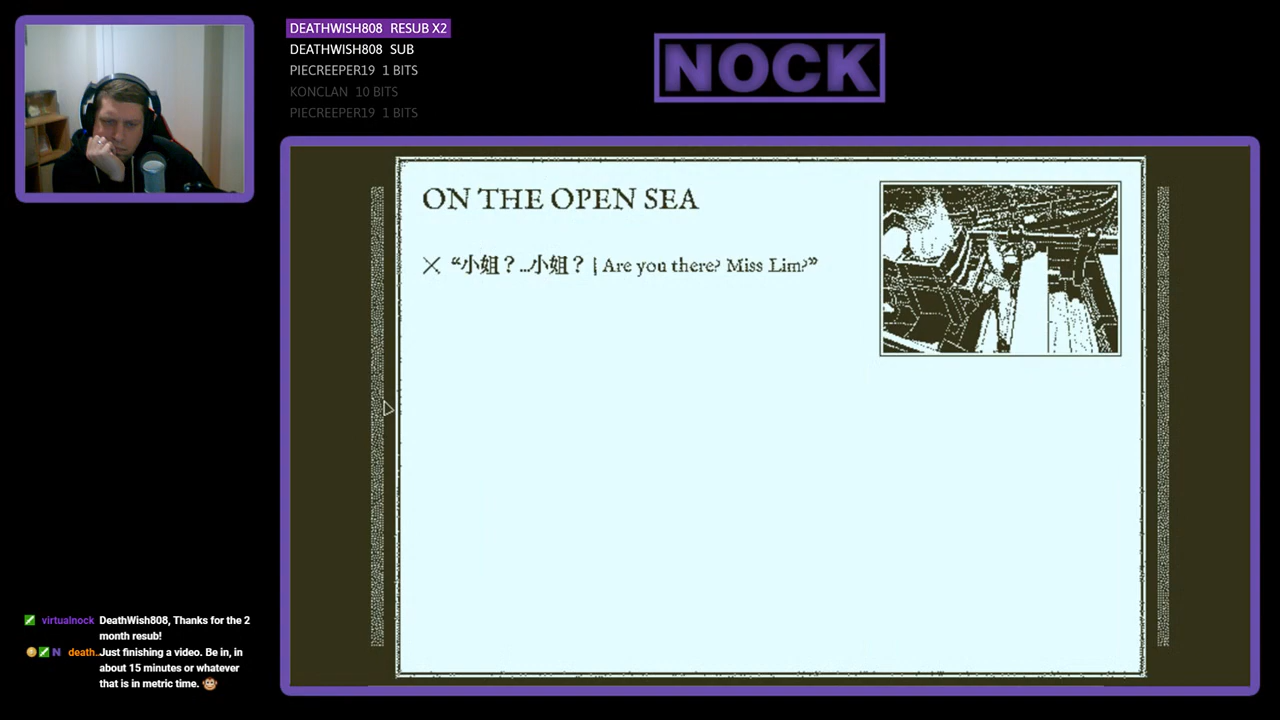 DEATHWISH808 RESUB X2
DEATHWISH808 SUB
PIECREEPER19 1 BITS
KONCLAN 10 BITS
PIECREEPER19 1 BITS
NOCK
ON THE OPEN SEA
“小姐？...小姐？ | Are you there? Miss Lim?”
virtualnock DeathWish808, Thanks for the 2
month resub!
N death.. Just finishing a video. Be in, in
about 15 minutes or whatever
that is in metric time.